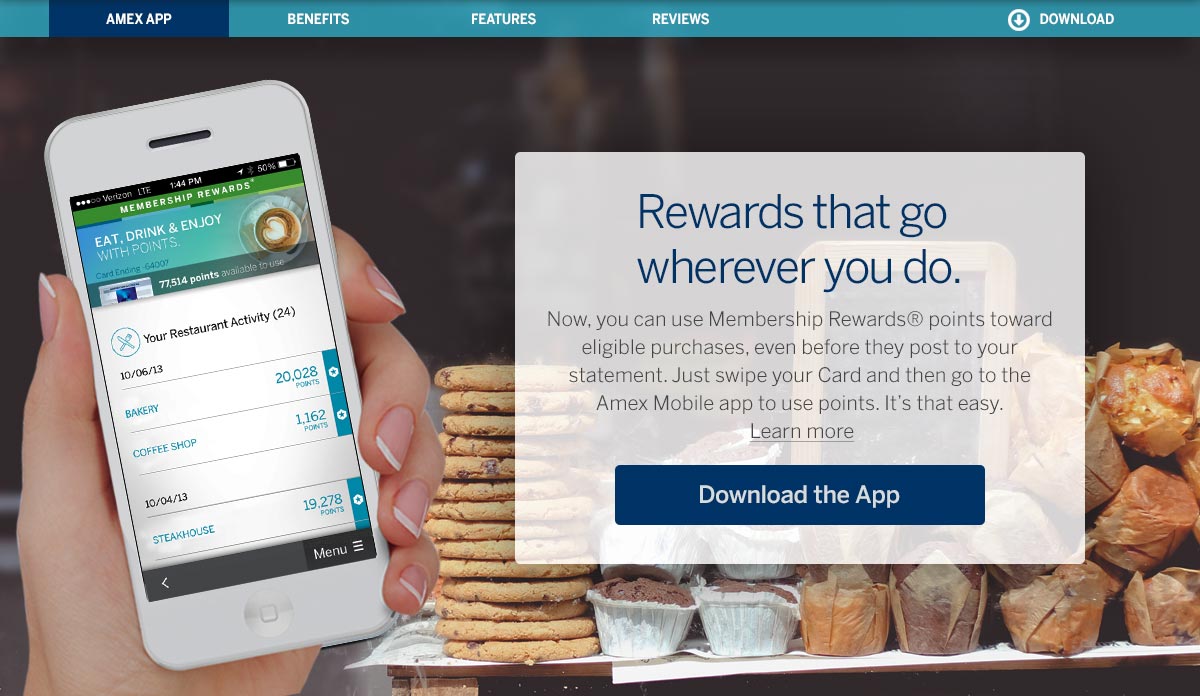 AMEX APP
BENEFITS
FEATURES
REVIEWS
DOWNLOAD
Verizon LTE 1:44 PM 50%
MEMBERSHIP REWARDS®
EAT, DRINK & ENJOY
WITH POINTS.
Card Ending -64007
77,514 points available to use
Your Restaurant Activity (24)
10/06/13
20,028
POINTS
BAKERY
1,162
POINTS
COFFEE SHOP
10/04/13
19,278
POINTS
STEAKHOUSE
Menu
Rewards that go
wherever you do.
Now, you can use Membership Rewards® points toward
eligible purchases, even before they post to your
statement. Just swipe your Card and then go to the
Amex Mobile app to use points. It's that easy.
Learn more
Download the App